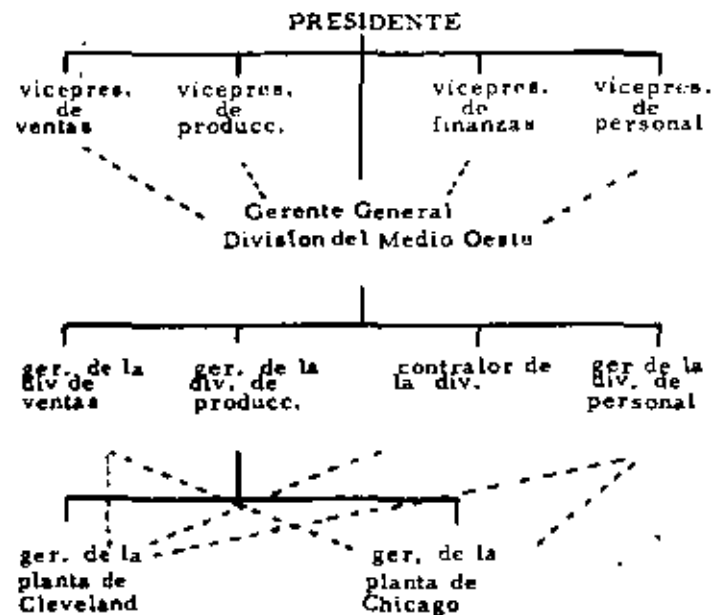 PRESIDENTE
vicepres. de ventas
vicepres. de producc.
vicepres. de finanzas
vicepres. de personal
Gerente General
Division del Medio Oeste
ger. de la div de ventas
ger. de la div. de producc.
contralor de la div.
ger de la div. de personal
ger. de la planta de Cleveland
ger. de la planta de Chicago